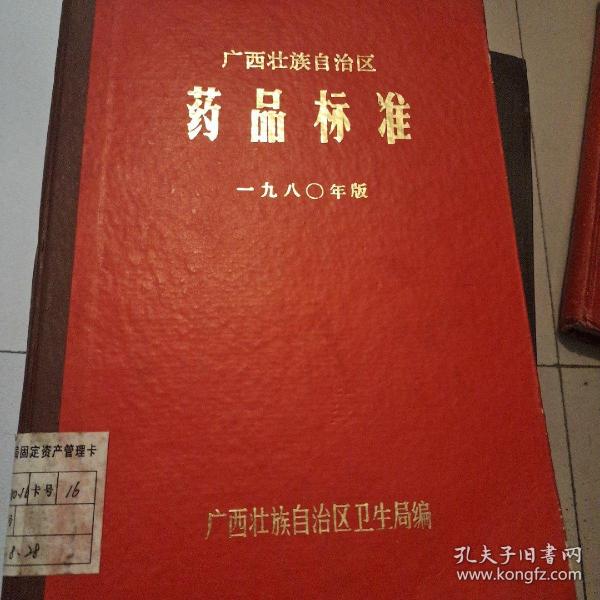 广西壮族自治区
药品标准
一九八〇年版
固定资产管理卡
卡号 16
8-28
广西壮族自治区卫生局编
孔夫子旧书网
www.kongfz.com